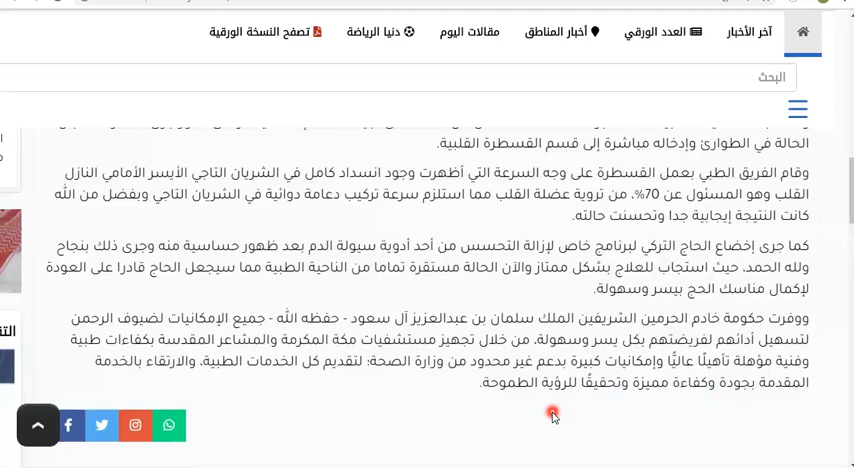 آخر الأخبار
العدد الورقي
أخبار المناطق
مقالات اليوم
دنيا الرياضة
تصفح النسخة الورقية
البحث
الحالة في الطوارئ وإدخاله مباشرة إلى قسم القسطرة القلبية.
وقام الفريق الطبي بعمل القسطرة على وجه السرعة التي أظهرت وجود انسداد كامل في الشريان التاجي الأيسر الأمامي النازل
القلب وهو المسئول عن 70%، من تروية عضلة القلب مما استلزم سرعة تركيب دعامة دوائية في الشريان التاجي وبفضل من الله
كانت النتيجة إيجابية جدا وتحسنت حالته.
كما جرى إخضاع الحاج التركي لبرنامج خاص لإزالة التحسس من أحد أدوية سيولة الدم بعد ظهور حساسية منه وجرى ذلك بنجاح
ولله الحمد، حيث استجاب للعلاج بشكل ممتاز والآن الحالة مستقرة تماما من الناحية الطبية مما سيجعل الحاج قادرا على العودة
لإكمال مناسك الحج بيسر وسهولة.
ووفرت حكومة خادم الحرمين الشريفين الملك سلمان بن عبدالعزيز آل سعود - حفظه الله - جميع الإمكانيات لضيوف الرحمن
لتسهيل أدائهم لفريضتهم بكل يسر وسهولة، من خلال تجهيز مستشفيات مكة المكرمة والمشاعر المقدسة بكفاءات طبية
وفنية مؤهلة تأهيلًا عاليًا وإمكانيات كبيرة بدعم غير محدود من وزارة الصحة؛ لتقديم كل الخدمات الطبية، والارتقاء بالخدمة
المقدمة بجودة وكفاءة مميزة وتحقيقًا للرؤية الطموحة.